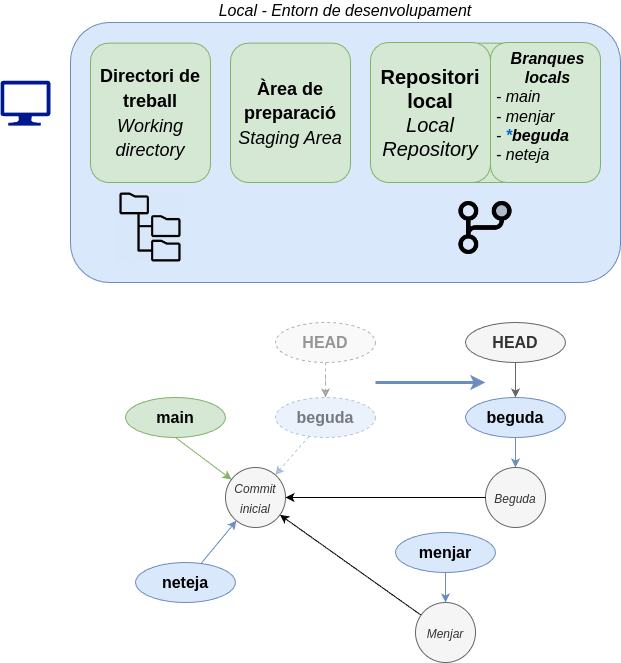 Local - Entorn de desenvolupament
Directori de
treball
Working
directory
Àrea de
preparació
Staging Area
Repositori
local
Local
Repository
Branques
locals
- main
- menjar
- *beguda
- neteja
HEAD
HEAD
main
beguda
beguda
Commit
inicial
Beguda
menjar
neteja
Menjar